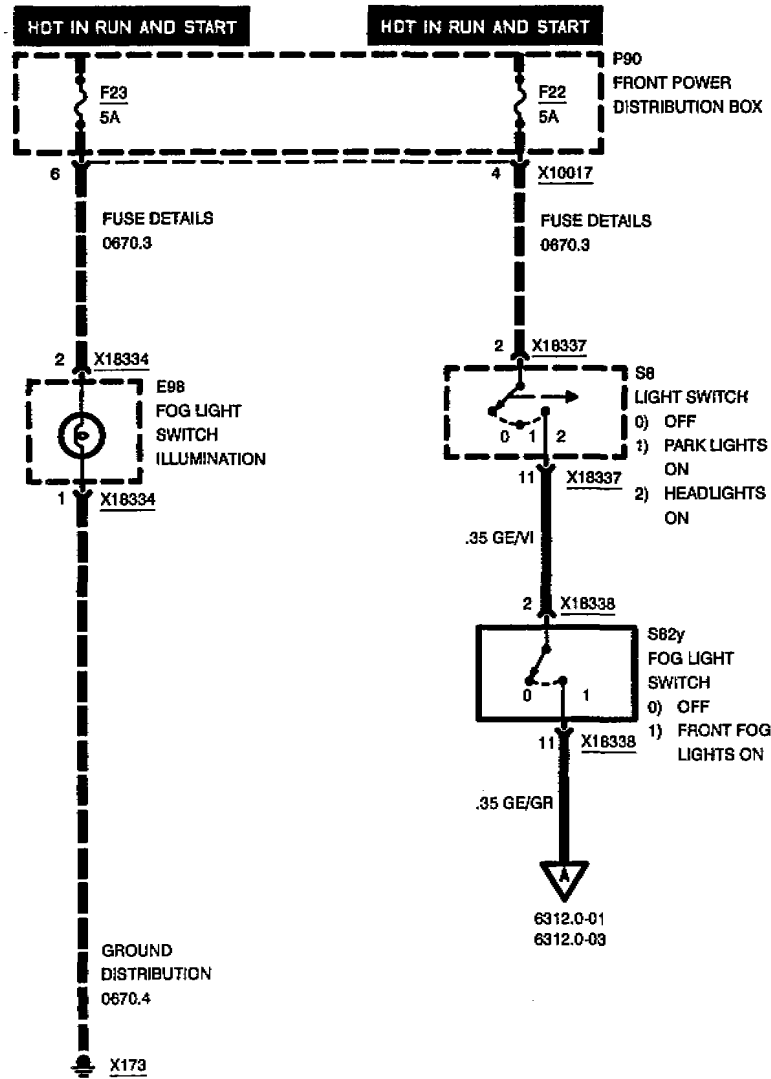 HOT IN RUN AND START
HOT IN RUN AND START
P90
FRONT POWER
DISTRIBUTION BOX
F23
5A
F22
5A
6
4
X10017
FUSE DETAILS
0670.3
FUSE DETAILS
0670.3
2
X18334
2
X18337
E98
FOG LIGHT
SWITCH
ILLUMINATION
S8
LIGHT SWITCH
0) OFF
1) PARK LIGHTS
ON
2) HEADLIGHTS
ON
0
1
2
1
X18334
11
X18337
.35 GE/VI
2
X18338
S82y
FOG LIGHT
SWITCH
0) OFF
1) FRONT FOG
LIGHTS ON
0
1
11
X18338
.35 GE/GR
A
6312.0-01
6312.0-03
GROUND
DISTRIBUTION
0670.4
X173